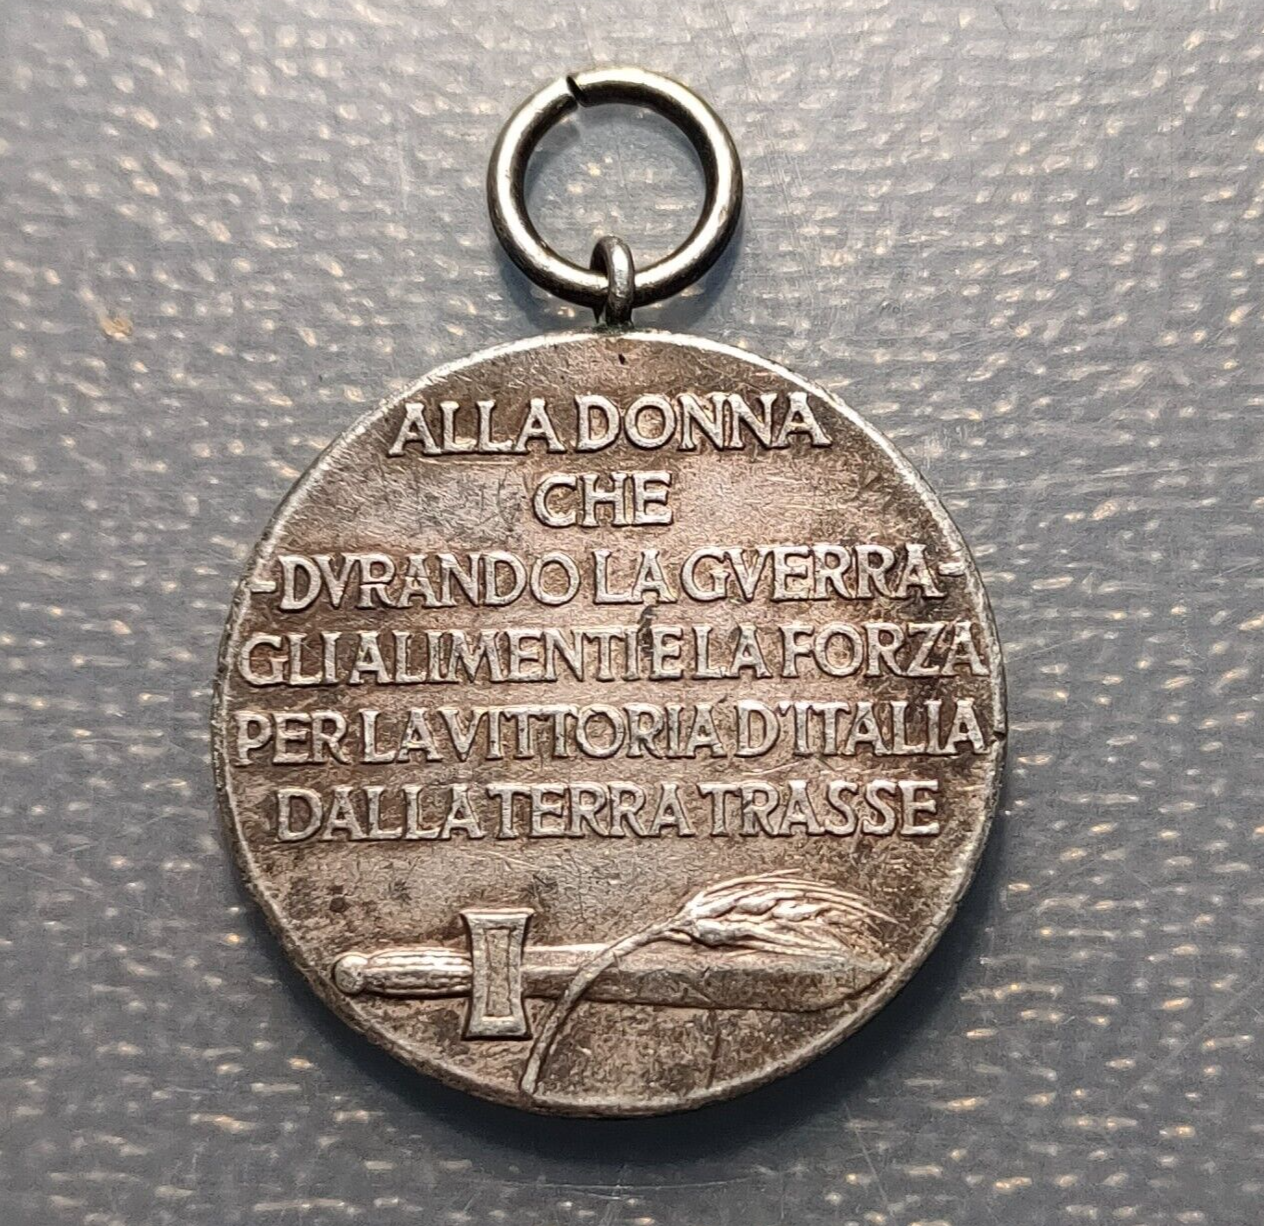 ALLA DONNA
CHE
-DVRANDO LA GVERRA-
GLI ALIMENTI E LA FORZA
PER LA VITTORIA D'ITALIA
DALLA TERRA TRASSE